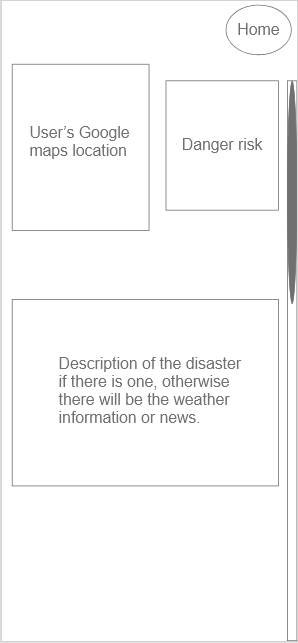 Home
User’s Google
maps location
Danger risk
Description of the disaster
if there is one, otherwise
there will be the weather
information or news.